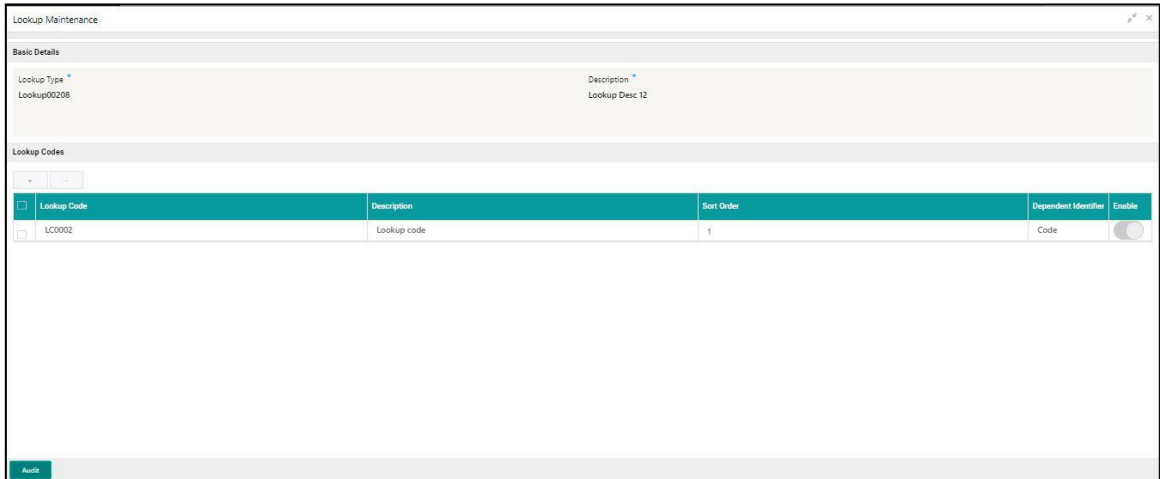 Lookup Maintenance
Basic Details
Lookup Type * Description *
Lookup00208 Lookup Desc 12
Lookup Codes
+ -
Lookup Code Description Sort Order Dependent Identifier Enable
LC0002 Lookup code 1 Code
Audit